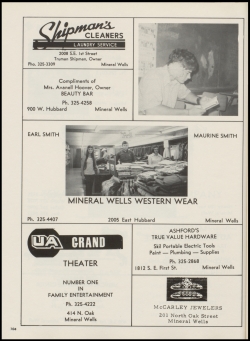 Shipman's
CLEANERS
LAUNDRY SERVICE
2008 S.E. 1st Street
Truman Shipman, Owner
Pho. 325-3309 Mineral Wells
Compliments of
Mrs. Avanell Hoover, Owner
BEAUTY BAR
Ph. 325-4258
900 W. Hubbard Mineral Wells
EARL SMITH MAURINE SMITH
MINERAL WELLS WESTERN WEAR
Ph. 325-4407 2005 East Hubbard Mineral Wells
UA GRAND
THEATER
NUMBER ONE
IN
FAMILY ENTERTAINMENT
Ph. 325-4232
414 N. Oak
Mineral Wells
ASHFORD'S
TRUE VALUE HARDWARE
Skil Portable Electric Tools
Paint — Plumbing — Supplies
Ph. 325-2868
1812 S. E. First St. Mineral Wells
McCARLEY JEWELERS
201 North Oak Street
Mineral Wells